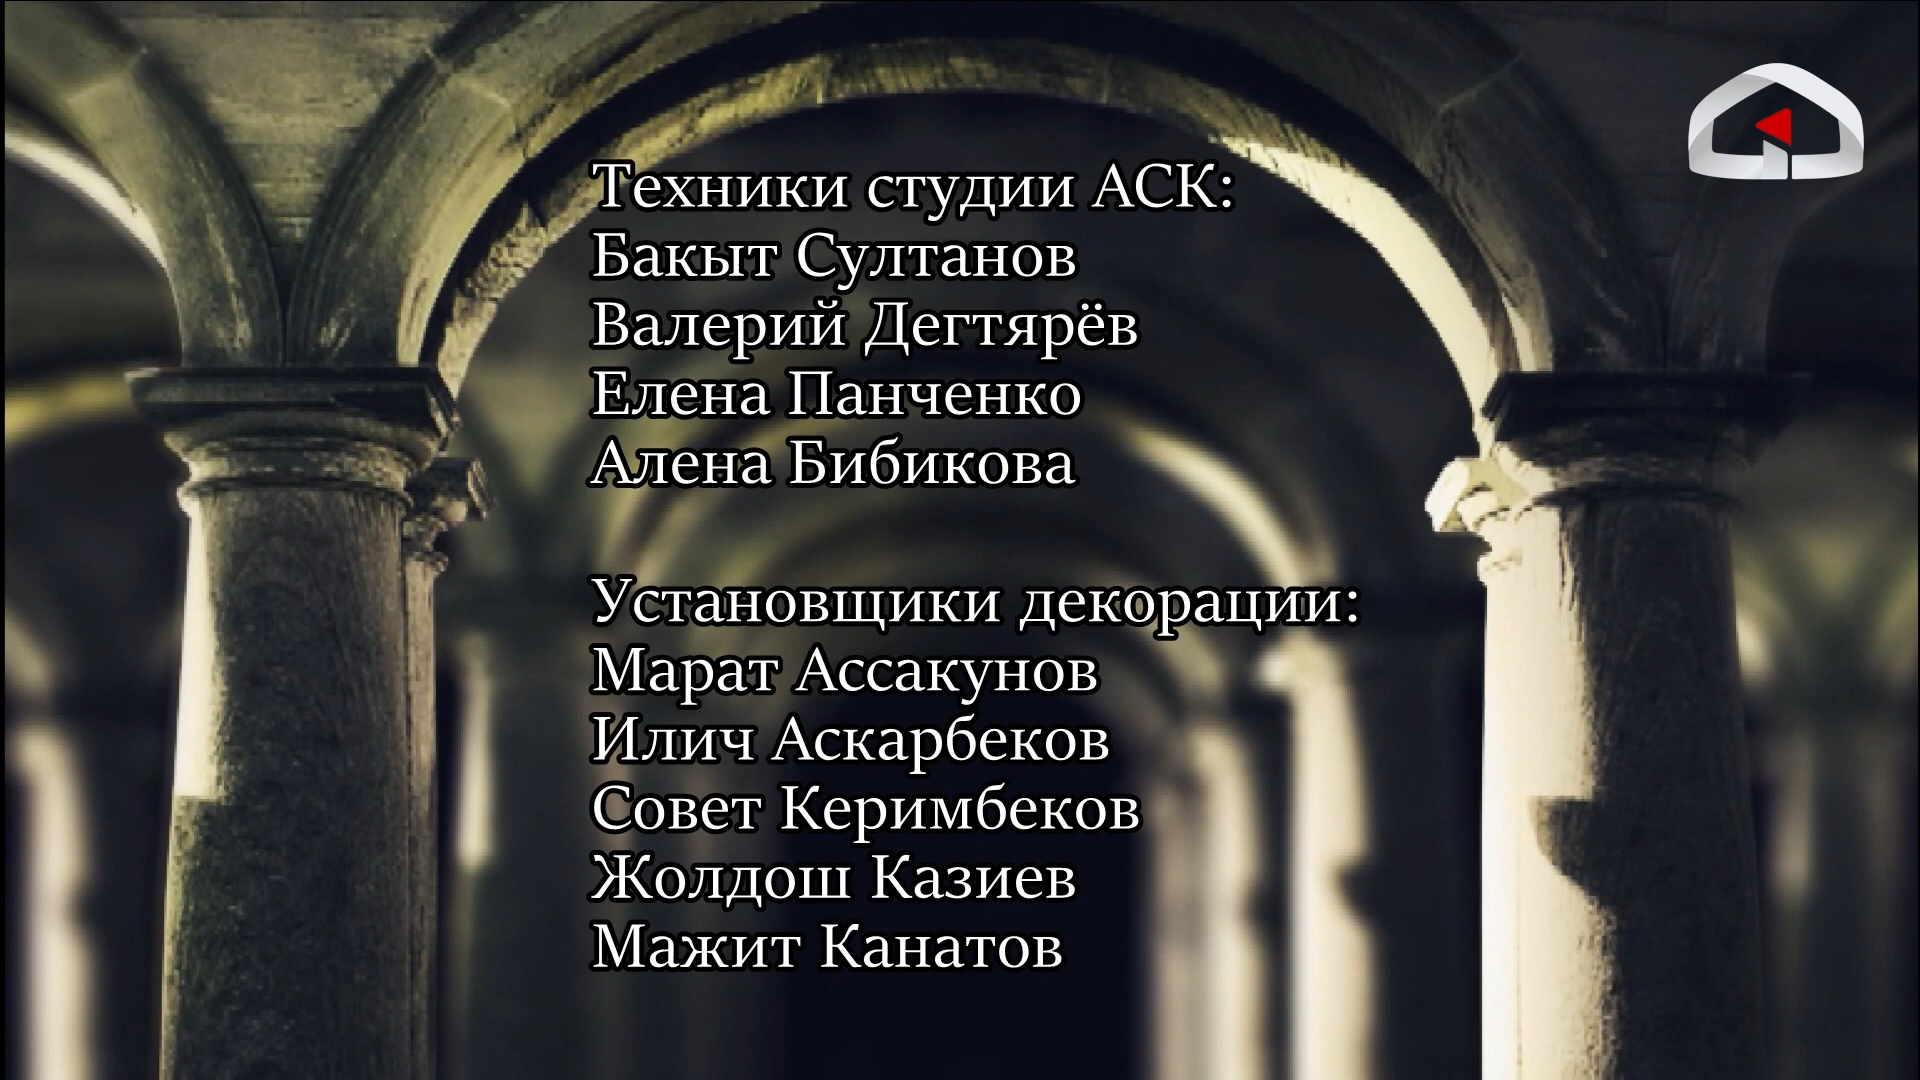 Техники студии АСК:
Бакыт Султанов
Валерий Дегтярёв
Елена Панченко
Алена Бибикова
Установщики декорации:
Марат Ассакунов
Илич Аскарбеков
Совет Керимбеков
Жолдош Казиев
Мажит Канатов